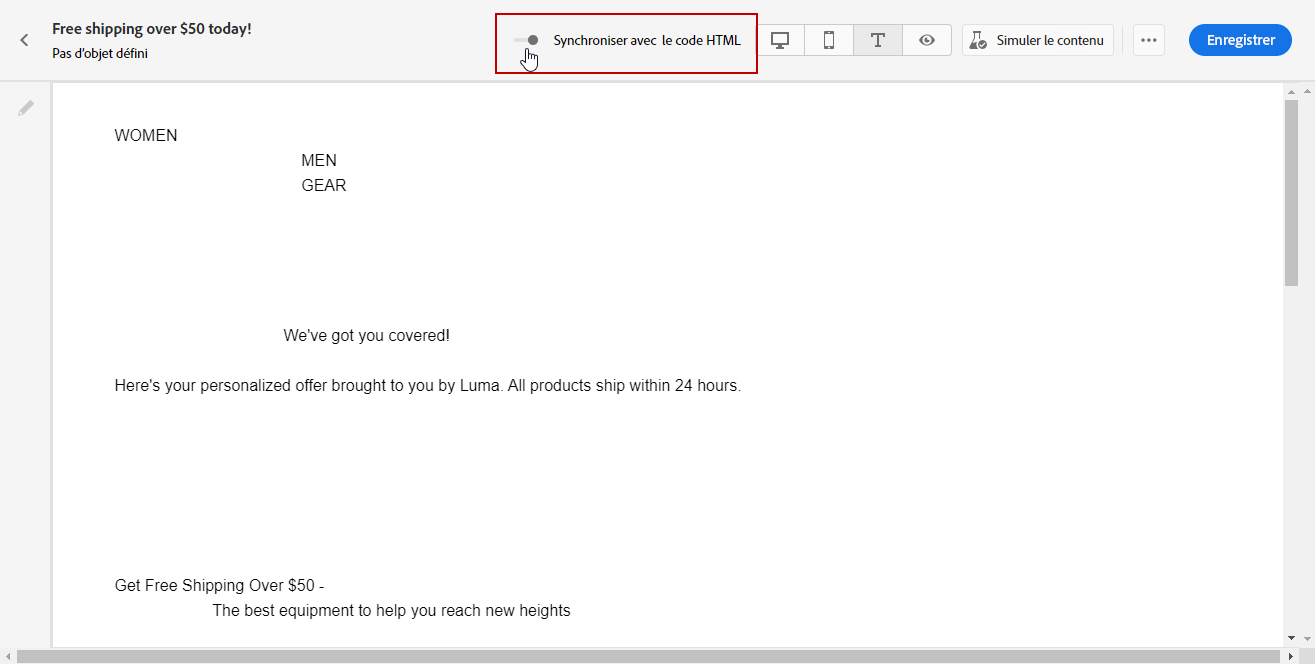 Free shipping over $50 today!
Pas d'objet défini
Synchroniser avec le code HTML
Simuler le contenu
Enregistrer
WOMEN
MEN
GEAR
We've got you covered!
Here's your personalized offer brought to you by Luma. All products ship within 24 hours.
Get Free Shipping Over $50 -
The best equipment to help you reach new heights